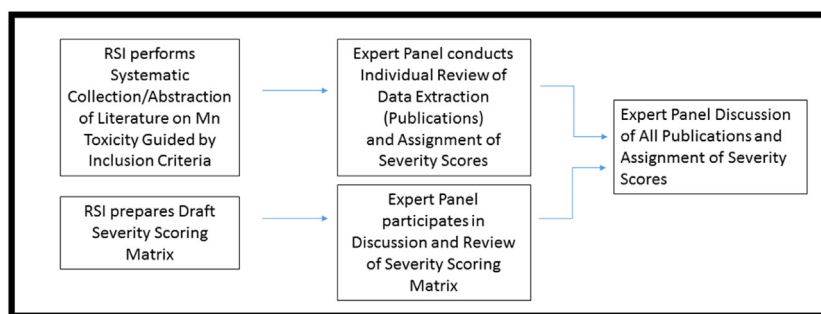 RSI performs
Systematic
Collection/Abstraction
of Literature on Mn
Toxicity Guided by
Inclusion Criteria
Expert Panel conducts
Individual Review of
Data Extraction
(Publications)
and Assignment of
Severity Scores
Expert Panel Discussion
of All Publications and
Assignment of Severity
Scores
RSI prepares Draft
Severity Scoring
Matrix
Expert Panel
participates in
Discussion and Review
of Severity Scoring
Matrix